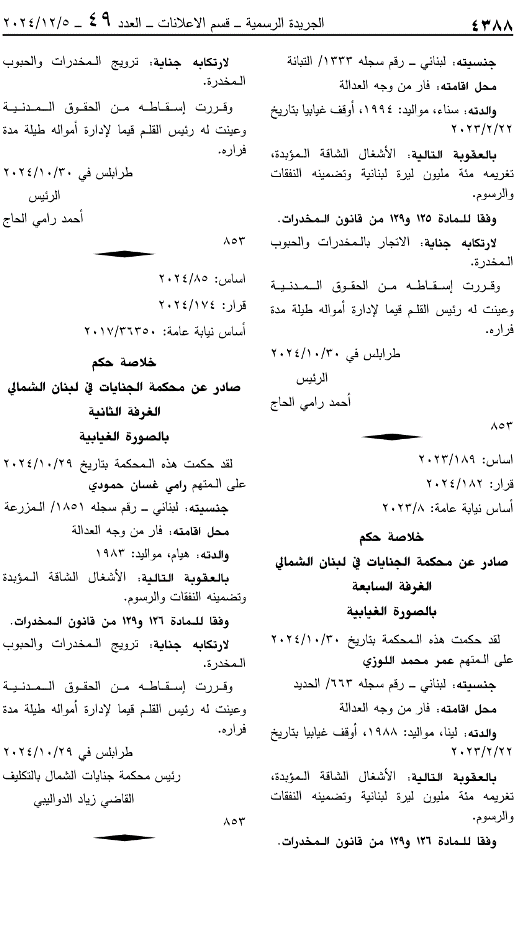 ٤٣٨٨
الجريدة الرسمية ـ قسم الاعلانات ـ العدد ٤٩ ـ ٢٠٢٤/١٢/٥
جنسيته: لبناني ـ رقم سجله ١٣٣٣/ التبانة
محل اقامته: فار من وجه العدالة
والدته: سناء، مواليد: ١٩٩٤، أوقف غيابيا بتاريخ
٢٠٢٣/٢/٢٢
بالعقوبة التالية: الأشغال الشاقة المؤبدة،
تغريمه مئة مليون ليرة لبنانية وتضمينه النفقات
والرسوم.
وفقا للمادة ١٢٥ و١٢٩ من قانون المخدرات.
لارتكابه جناية: الاتجار بالمخدرات والحبوب
المخدرة.
وقررت إسقاطه من الحقوق المدنية
وعينت له رئيس القلم قيما لإدارة أمواله طيلة مدة
فراره.
طرابلس في ٢٠٢٤/١٠/٣٠
الرئيس
أحمد رامي الحاج
٨٥٣
اساس: ٢٠٢٣/١٨٩
قرار: ٢٠٢٤/١٨٢
أساس نيابة عامة: ٢٠٢٣/٨
خلاصة حكم
صادر عن محكمة الجنايات في لبنان الشمالي
الغرفة السابعة
بالصورة الغيابية
لقد حكمت هذه المحكمة بتاريخ ٢٠٢٤/١٠/٣٠
على المتهم عمر محمد اللوزي
جنسيته: لبناني ـ رقم سجله ٦٦٣/ الحديد
محل اقامته: فار من وجه العدالة
والدته: لينا، مواليد: ١٩٨٨، أوقف غيابيا بتاريخ
٢٠٢٣/٢/٢٢
بالعقوبة التالية: الأشغال الشاقة المؤبدة،
تغريمه مئة مليون ليرة لبنانية وتضمينه النفقات
والرسوم.
وفقا للمادة ١٢٦ و١٢٩ من قانون المخدرات.
لارتكابه جناية: ترويج المخدرات والحبوب
المخدرة.
وقررت إسقاطه من الحقوق المدنية
وعينت له رئيس القلم قيما لإدارة أمواله طيلة مدة
فراره.
طرابلس في ٢٠٢٤/١٠/٣٠
الرئيس
أحمد رامي الحاج
٨٥٣
اساس: ٢٠٢٤/٨٥
قرار: ٢٠٢٤/١٧٤
أساس نيابة عامة: ٢٠١٧/٣٦٣٥٠
خلاصة حكم
صادر عن محكمة الجنايات في لبنان الشمالي
الغرفة الثانية
بالصورة الغيابية
لقد حكمت هذه المحكمة بتاريخ ٢٠٢٤/١٠/٢٩
على المتهم رامي غسان حمودي
جنسيته: لبناني ـ رقم سجله ١٨٥١/ المزرعة
محل اقامته: فار من وجه العدالة
والدته: هيام، مواليد: ١٩٨٣
بالعقوبة التالية: الأشغال الشاقة المؤبدة
وتضمينه النفقات والرسوم.
وفقا للمادة ١٢٦ و١٢٩ من قانون المخدرات.
لارتكابه جناية: ترويج المخدرات والحبوب
المخدرة.
وقررت إسقاطه من الحقوق المدنية
وعينت له رئيس القلم قيما لإدارة أمواله طيلة مدة
فراره.
طرابلس في ٢٠٢٤/١٠/٢٩
رئيس محكمة جنايات الشمال بالتكليف
القاضي زياد الدواليبي
٨٥٣